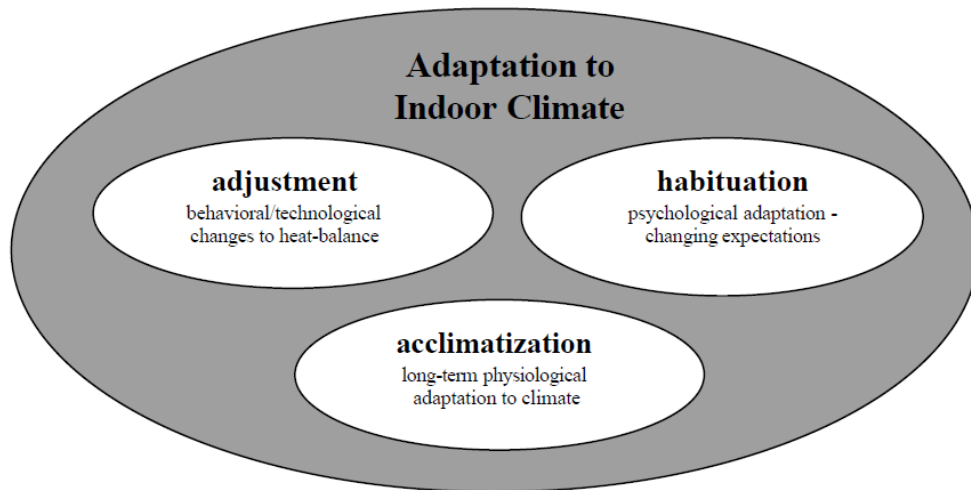 Adaptation to
Indoor Climate
adjustment
behavioral/technological
changes to heat-balance
habituation
psychological adaptation -
changing expectations
acclimatization
long-term physiological
adaptation to climate